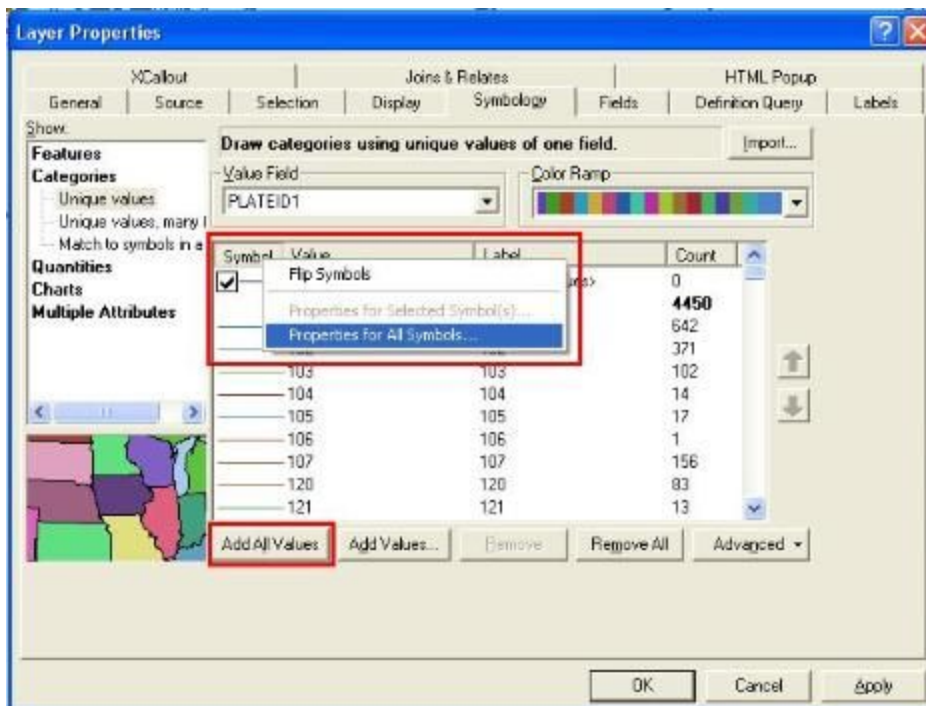 Layer Properties
XCallout Joins & Relates HTML Popup
General Source Selection Display Symbology Fields Definition Query Labels
Show:
Features
Categories
Unique values
Unique values, many
Match to symbols in a
Quantities
Charts
Multiple Attributes
Draw categories using unique values of one field.
Import...
Value Field
PLATEID1
Color Ramp
Symbol Value Label Count
0
4450
642
371
Flip Symbols
Properties for Selected Symbol(s)...
Properties for All Symbols...
103 103 102
104 104 14
105 105 17
106 106 1
107 107 156
120 120 83
121 121 13
Add All Values Add Values... Remove Remove All Advanced
OK Cancel Apply